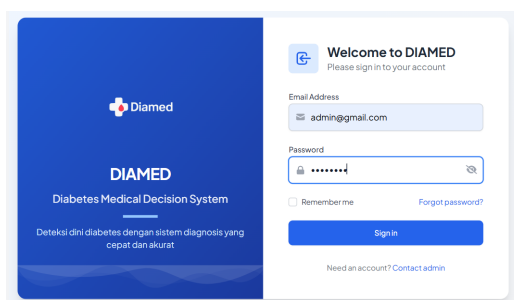 Diamed
DIAMED
Diabetes Medical Decision System
Deteksi dini diabetes dengan sistem diagnosis yang
cepat dan akurat
Welcome to DIAMED
Please sign in to your account
Email Address
admin@gmail.com
Password
••••••••
Remember me
Forgot password?
Sign in
Need an account? Contact admin